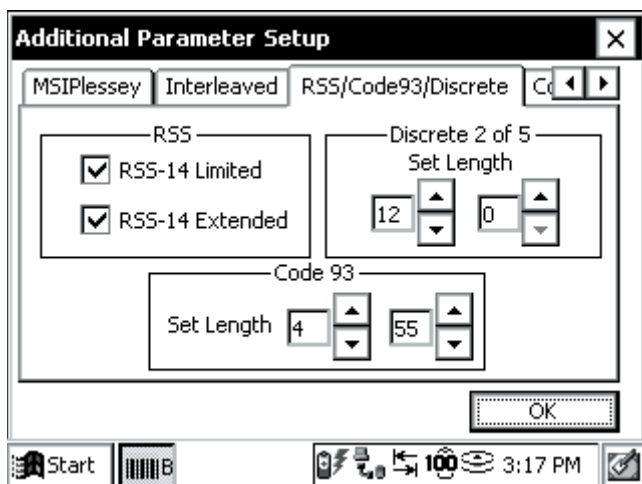 Additional Parameter Setup
MSIPlessey Interleaved RSS/Code93/Discrete
RSS
RSS-14 Limited
RSS-14 Extended
Discrete 2 of 5
Set Length
12 0
Code 93
Set Length 4 55
OK
Start B 100 3:17 PM